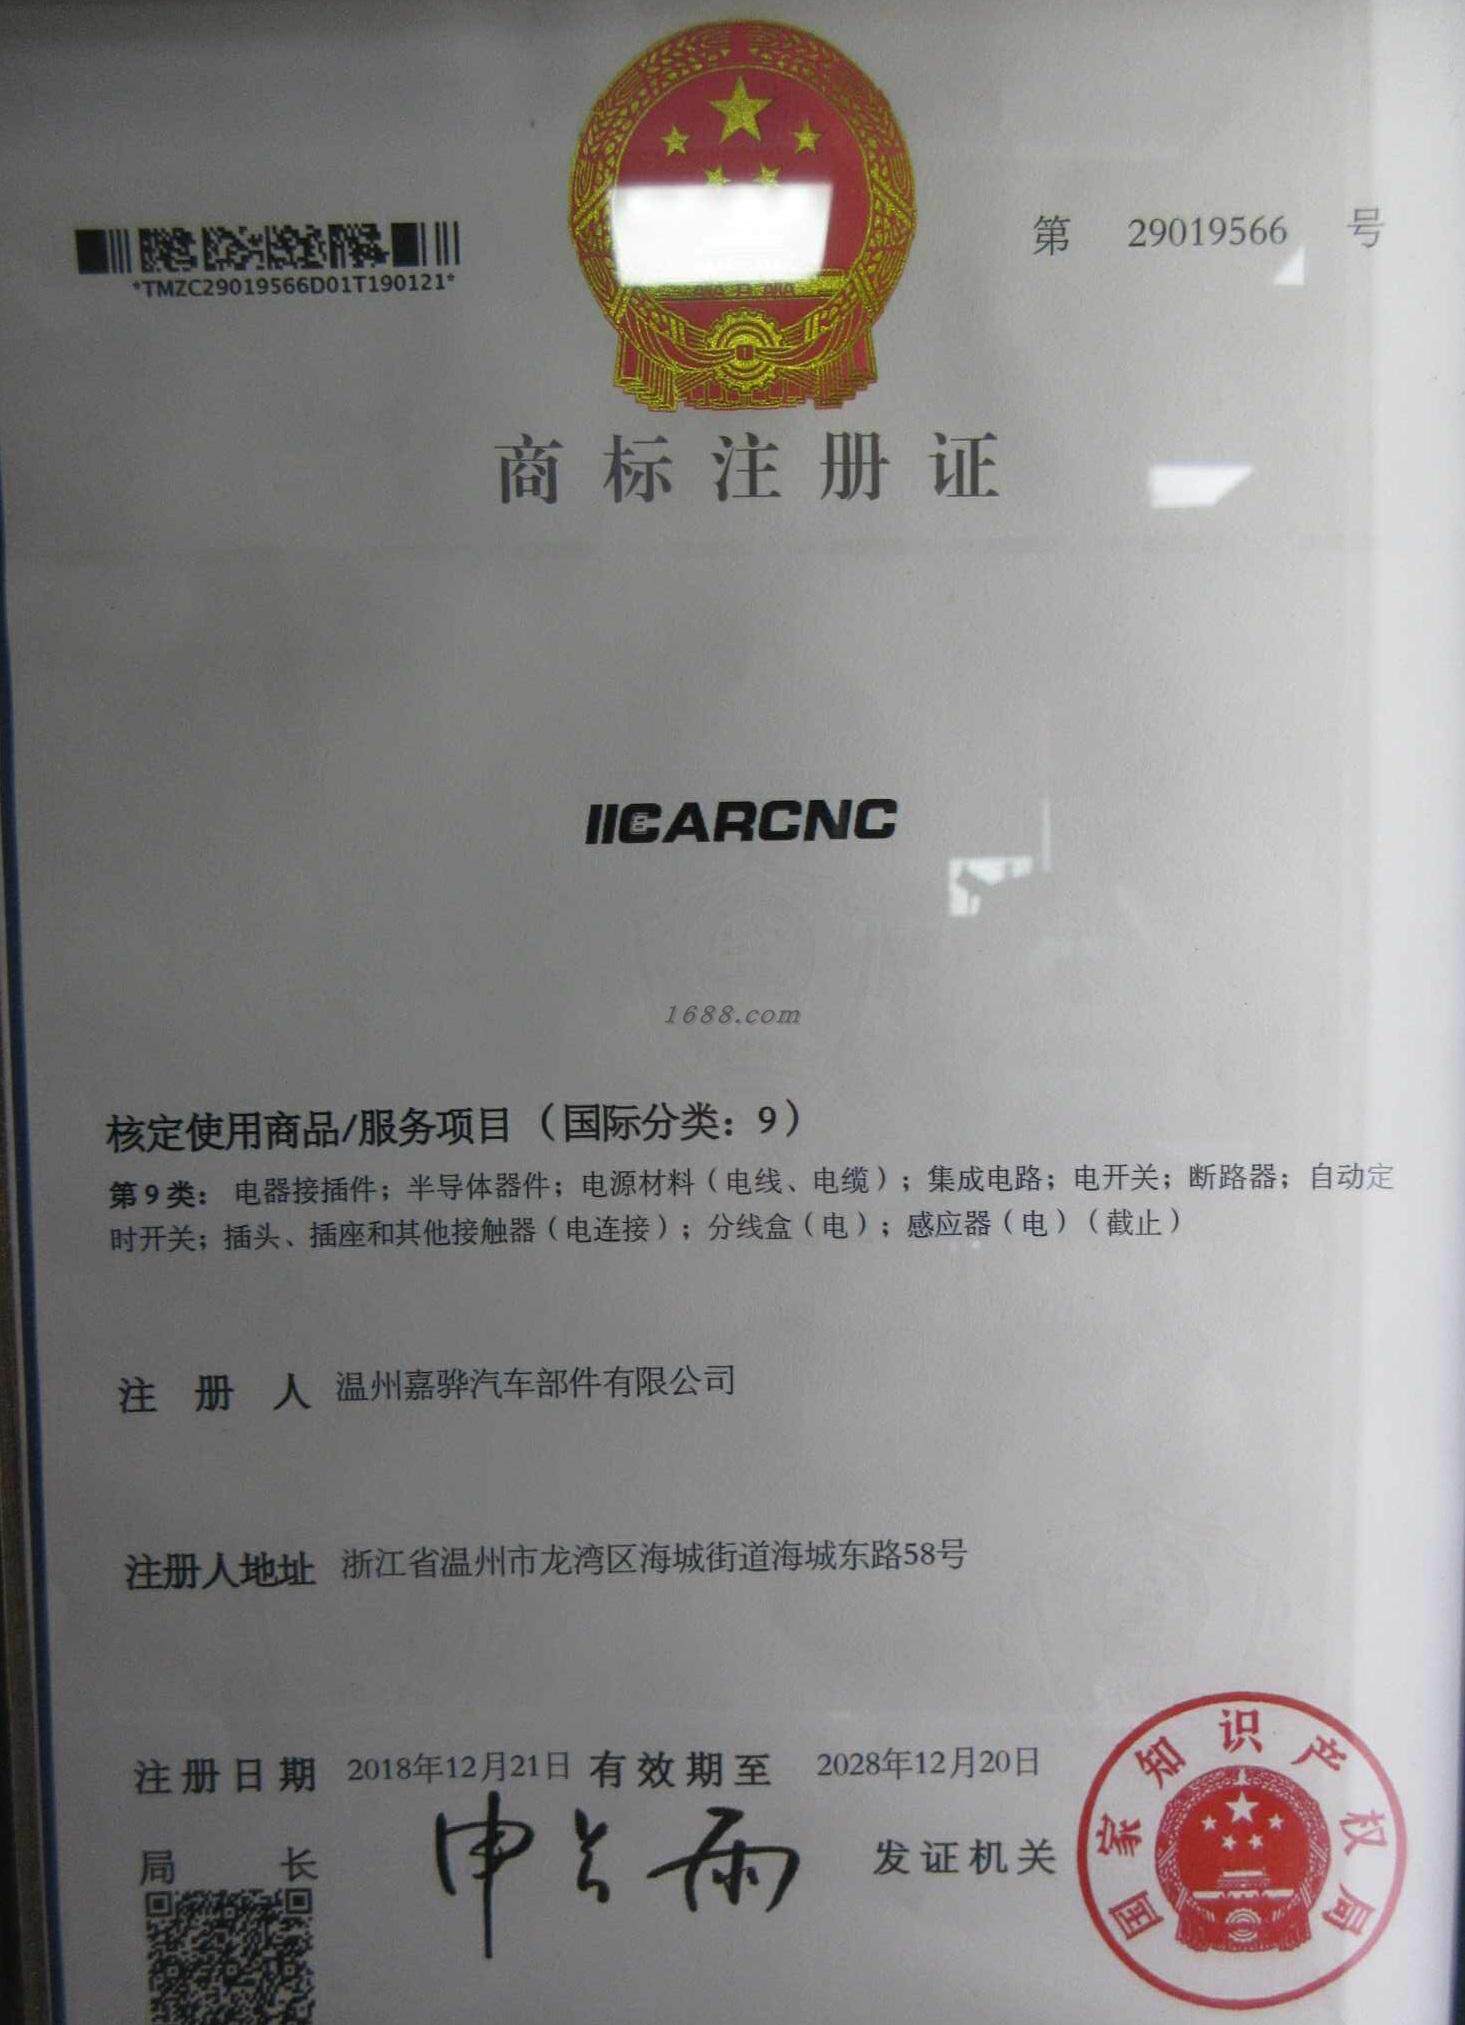 第 29019566 号
*TMZC29019566D01T190121*
商标注册证
IICARCNC
1688.com
核定使用商品/服务项目（国际分类：9）
第9类：电器接插件；半导体器件；电源材料（电线、电缆）；集成电路；电开关；断路器；自动定
时开关；插头、插座和其他接触器（电连接）；分线盒（电）；感应器（电）（截止）
注册人 温州嘉骅汽车部件有限公司
注册人地址 浙江省温州市龙湾区海城街道海城东路58号
注册日期 2018年12月21日 有效期至 2028年12月20日
局长 申长雨 发证机关
国家知识产权局